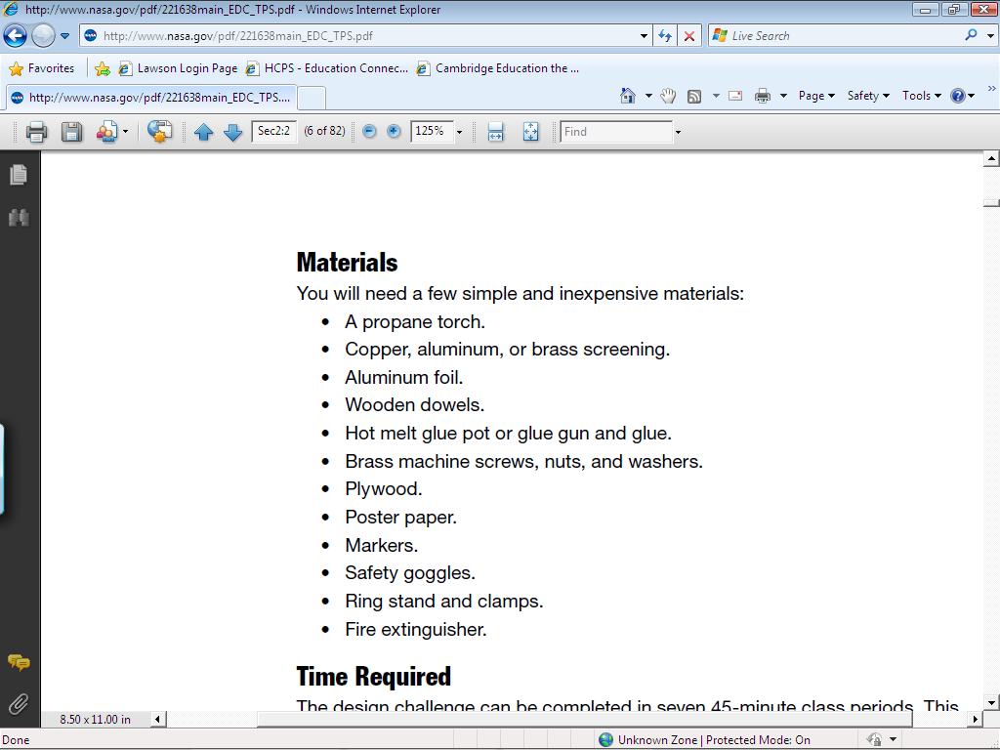 http://www.nasa.gov/pdf/221638main_EDC_TPS.pdf - Windows Internet Explorer
http://www.nasa.gov/pdf/221638main_EDC_TPS.pdf
Live Search
Favorites Lawson Login Page HCPS - Education Connec... Cambridge Education the ...
http://www.nasa.gov/pdf/221638main_EDC_TPS.... Page Safety Tools »
Sec2:2 (6 of 82) 125% Find
Materials
You will need a few simple and inexpensive materials:
• A propane torch.
• Copper, aluminum, or brass screening.
• Aluminum foil.
• Wooden dowels.
• Hot melt glue pot or glue gun and glue.
• Brass machine screws, nuts, and washers.
• Plywood.
• Poster paper.
• Markers.
• Safety goggles.
• Ring stand and clamps.
• Fire extinguisher.
Time Required
The design challenge can be completed in seven 45-minute class periods. This
8.50 x 11.00 in
Done Unknown Zone | Protected Mode: On